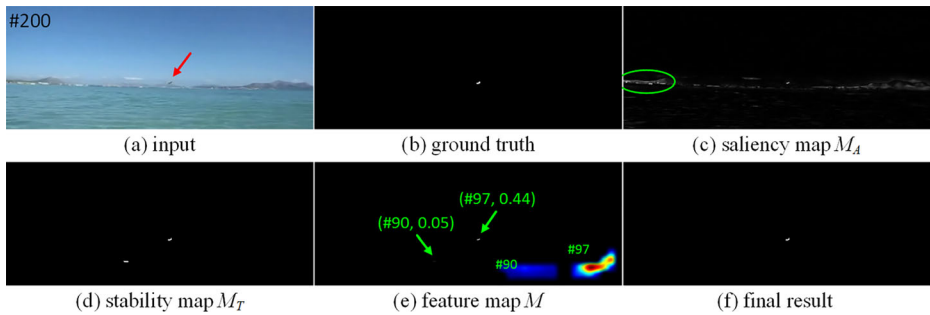 #200
(a) input
(b) ground truth
(c) saliency map M_A
(#97, 0.44)
(#90, 0.05)
#90
#97
(d) stability map M_T
(e) feature map M
(f) final result